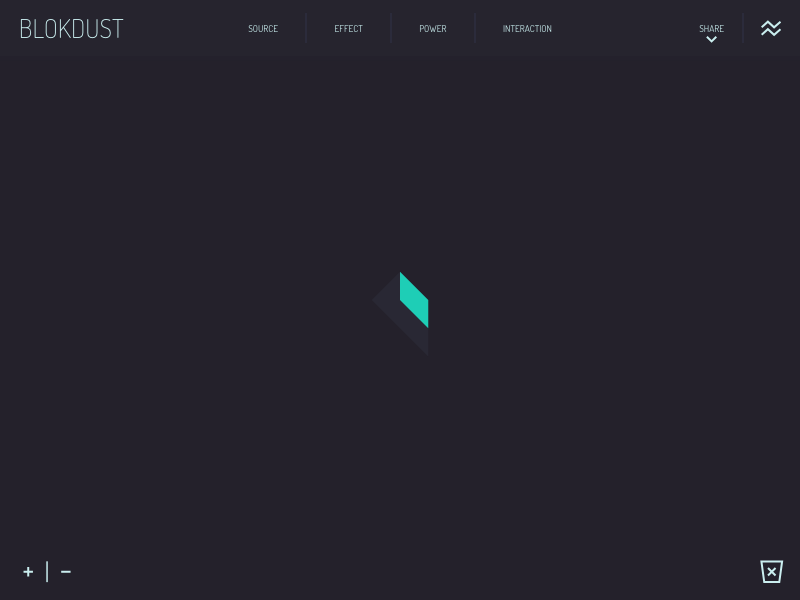 BLOKDUST
SOURCE
EFFECT
POWER
INTERACTION
SHARE